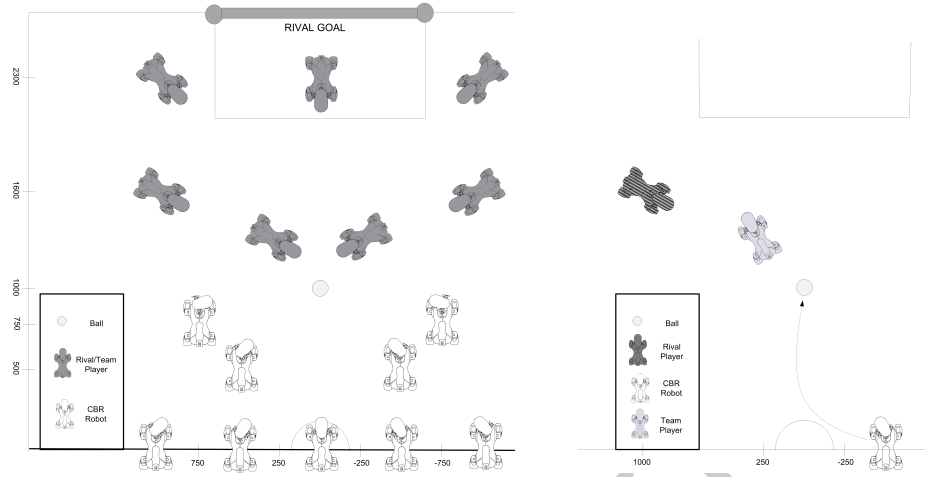 RIVAL GOAL
2300
1600
1000
750
500
Ball
Rival/Team
Player
CBR
Robot
750
250
-250
-750
Ball
Rival
Player
CBR
Robot
Team
Player
1000
250
-250